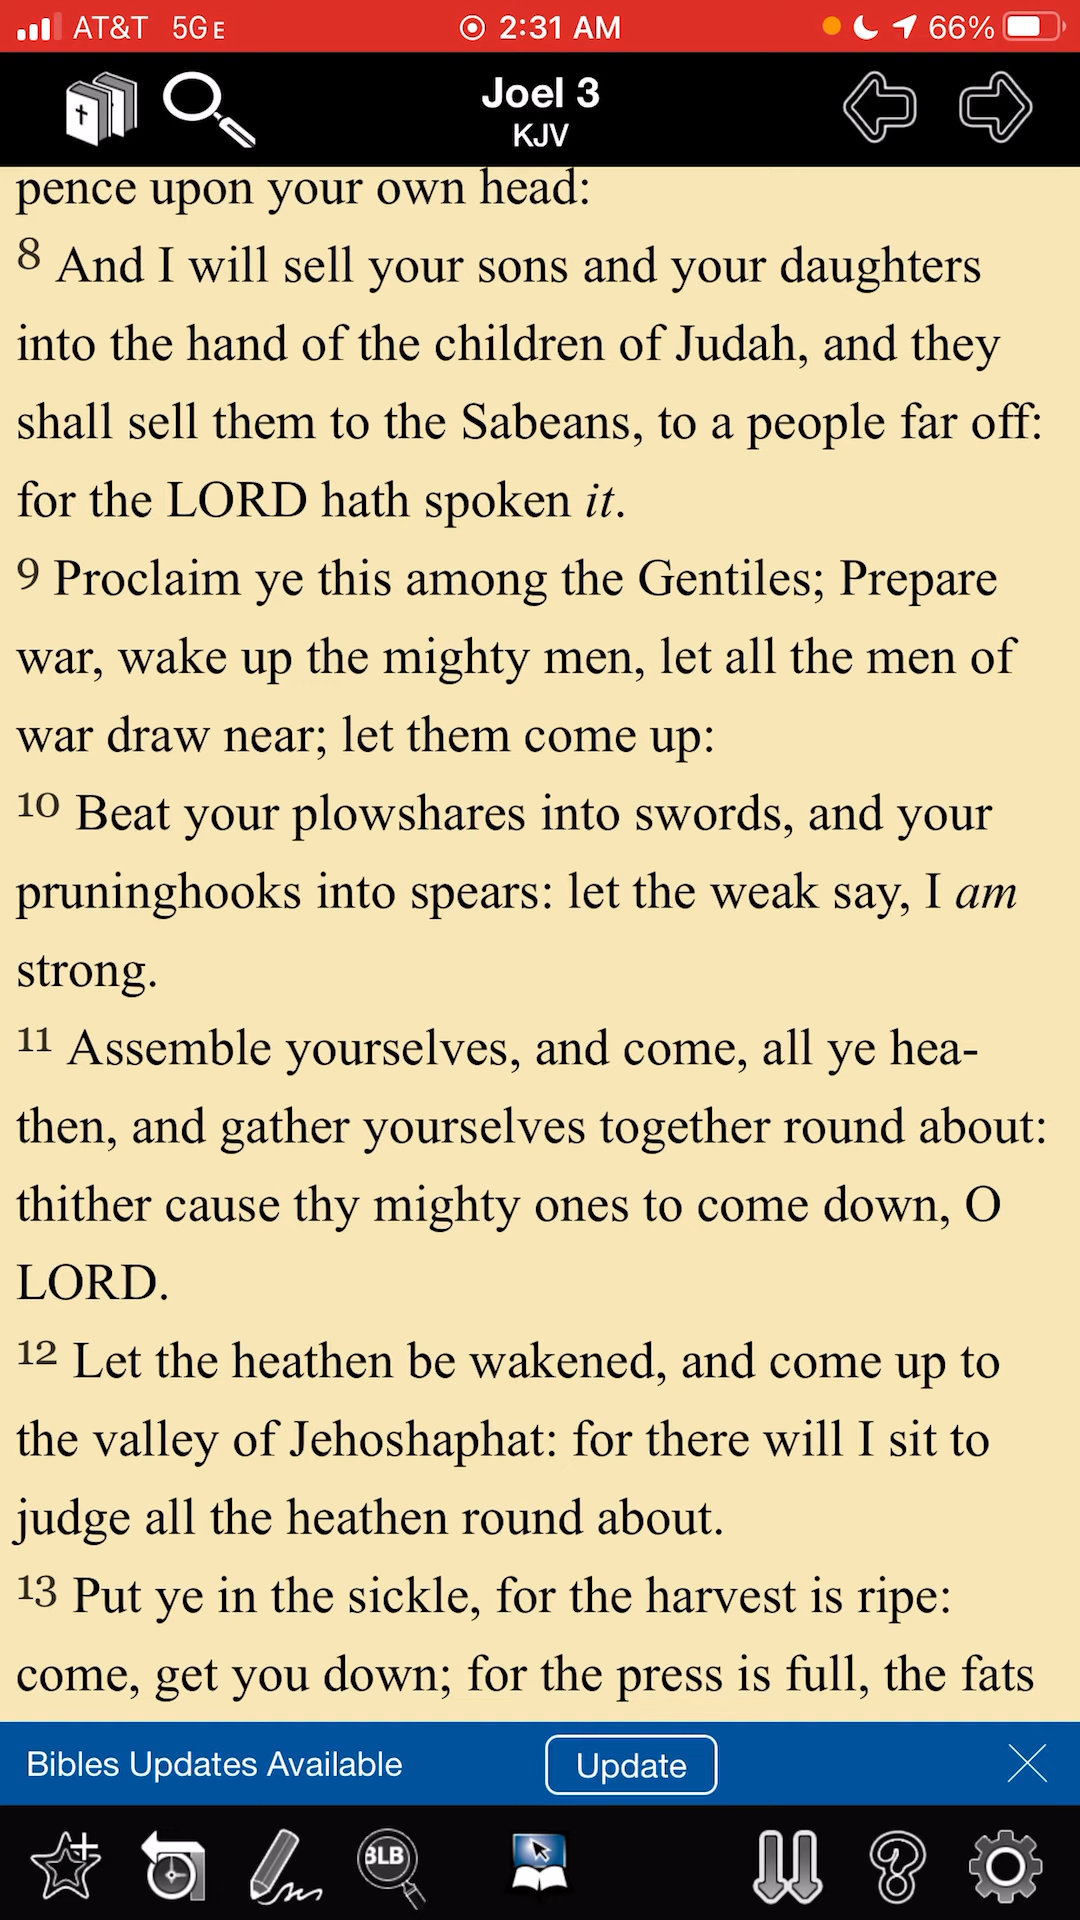 AT&T 5GE 2:31 AM 66%
Joel 3
KJV
pence upon your own head:
8 And I will sell your sons and your daughters
into the hand of the children of Judah, and they
shall sell them to the Sabeans, to a people far off:
for the LORD hath spoken it.
9 Proclaim ye this among the Gentiles; Prepare
war, wake up the mighty men, let all the men of
war draw near; let them come up:
10 Beat your plowshares into swords, and your
pruninghooks into spears: let the weak say, I am
strong.
11 Assemble yourselves, and come, all ye hea-
then, and gather yourselves together round about:
thither cause thy mighty ones to come down, O
LORD.
12 Let the heathen be wakened, and come up to
the valley of Jehoshaphat: for there will I sit to
judge all the heathen round about.
13 Put ye in the sickle, for the harvest is ripe:
come, get you down; for the press is full, the fats
Bibles Updates Available Update
BLB